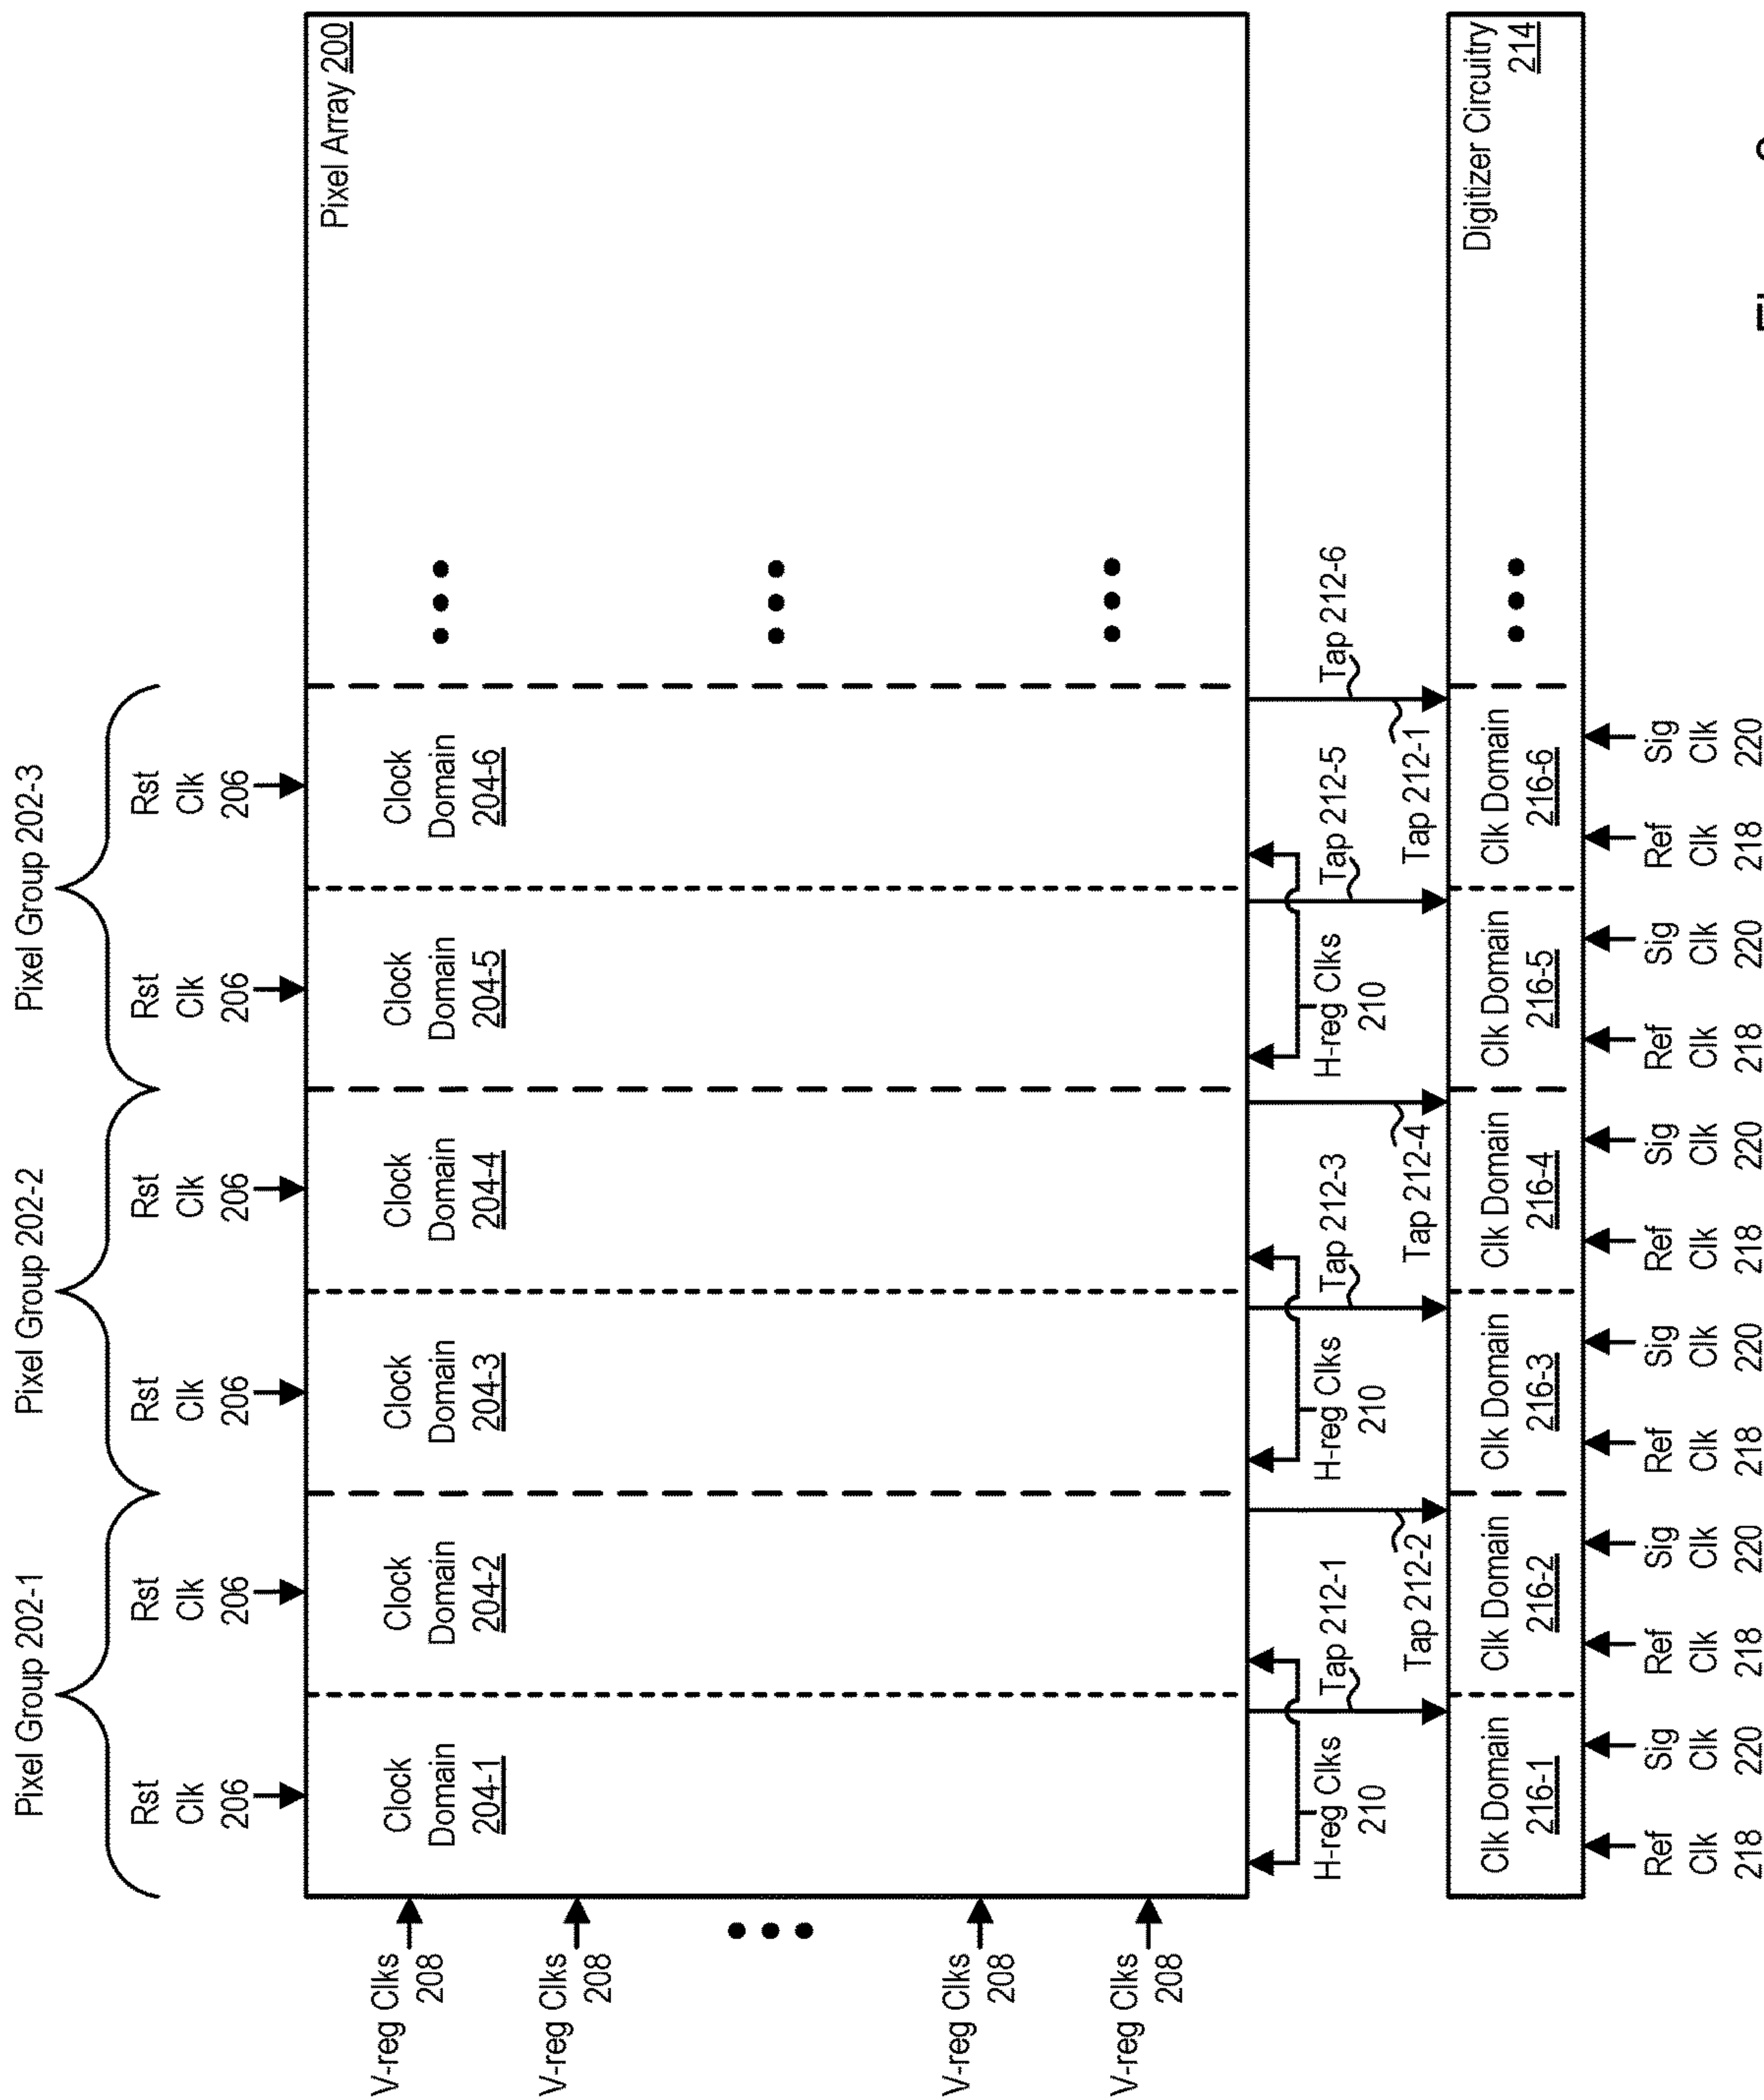 Pixel Group 202-1
Pixel Group 202-2
Pixel Group 202-3
Rst
Clk
206
Rst
Clk
206
Rst
Clk
206
Rst
Clk
206
Rst
Clk
206
Rst
Clk
206
Pixel Array 200
V-reg Clks
208
V-reg Clks
208
V-reg Clks
208
V-reg Clks
208
Clock
Domain
204-1
Clock
Domain
204-2
Clock
Domain
204-3
Clock
Domain
204-4
Clock
Domain
204-5
Clock
Domain
204-6
H-reg Clks
210
Tap 212-1
Tap 212-2
H-reg Clks
210
Tap 212-3
Tap 212-4
H-reg Clks
210
Tap 212-5
Tap 212-1
Tap 212-6
Clk Domain
216-1
Clk Domain
216-2
Clk Domain
216-3
Clk Domain
216-4
Clk Domain
216-5
Clk Domain
216-6
Digitizer Circuitry
214
Ref
Clk
218
Sig
Clk
220
Ref
Clk
218
Sig
Clk
220
Ref
Clk
218
Sig
Clk
220
Ref
Clk
218
Sig
Clk
220
Ref
Clk
218
Sig
Clk
220
Ref
Clk
218
Sig
Clk
220